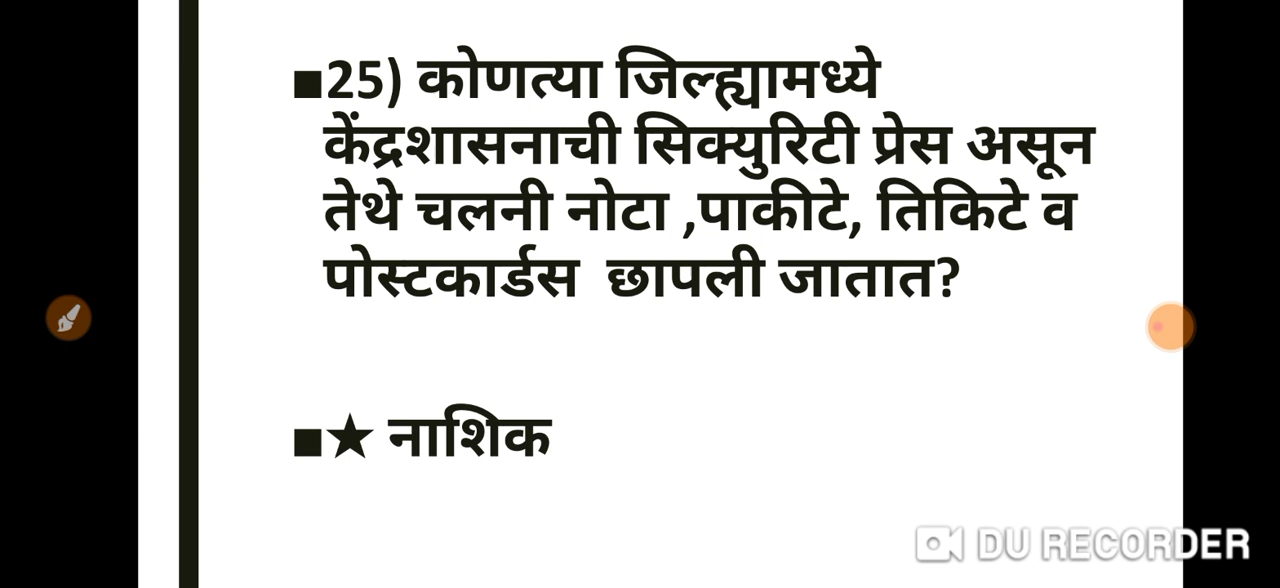 ■25) कोणत्या जिल्ह्यामध्ये
केंद्रशासनाची सिक्युरिटी प्रेस असून
तेथे चलनी नोटा ,पाकीटे, तिकिटे व
पोस्टकार्डस छापली जातात?
■★ नाशिक
DU RECORDER